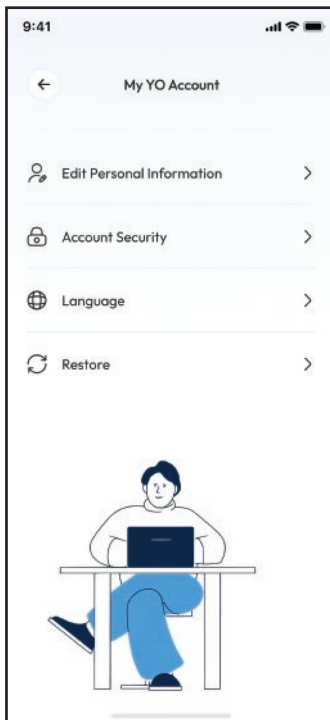 9:41
My YO Account
Edit Personal Information
Account Security
Language
Restore